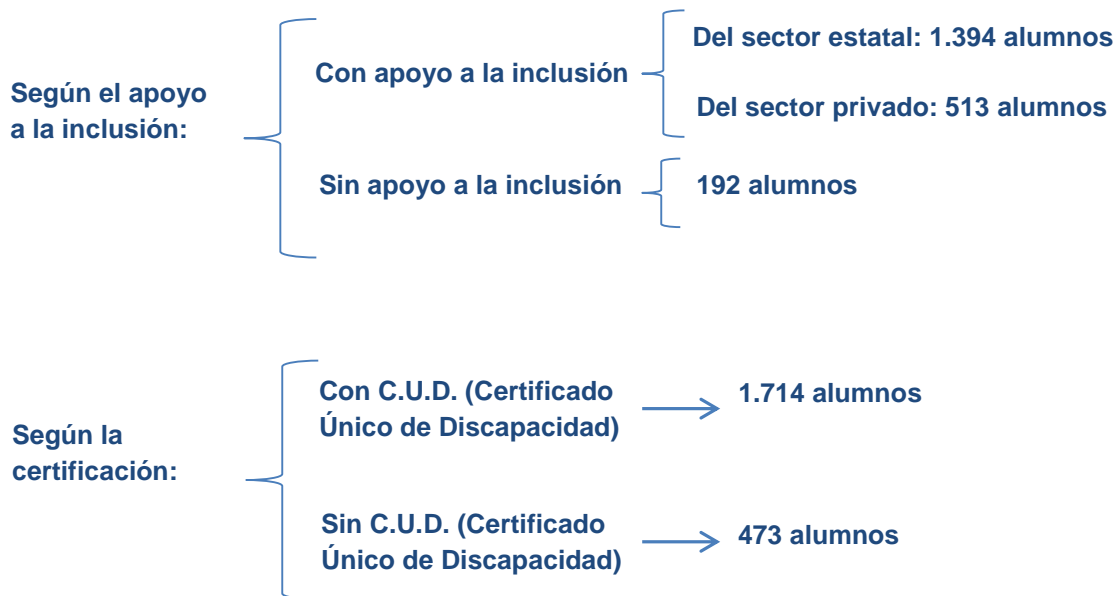 Según el apoyo
a la inclusión:
Con apoyo a la inclusión
Del sector estatal: 1.394 alumnos
Del sector privado: 513 alumnos
Sin apoyo a la inclusión
192 alumnos
Según la
certificación:
Con C.U.D. (Certificado
Único de Discapacidad)
1.714 alumnos
Sin C.U.D. (Certificado
Único de Discapacidad)
473 alumnos